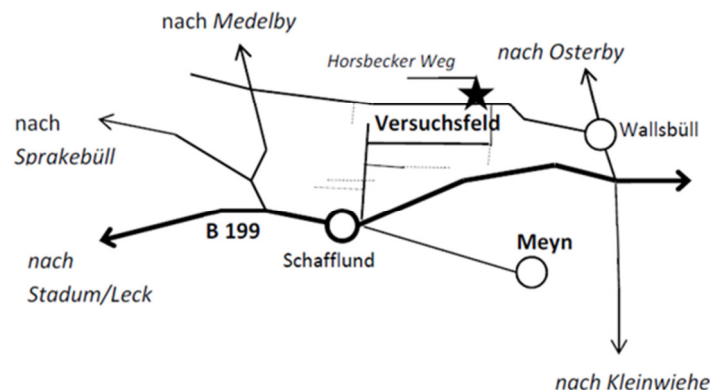 nach Medelby
Horsbecker Weg
nach Osterby
nach
Sprakebüll
Versuchsfeld
Wallsbüll
B 199
Schafflund
Meyn
nach
Stadum/Leck
nach Kleinwiehe